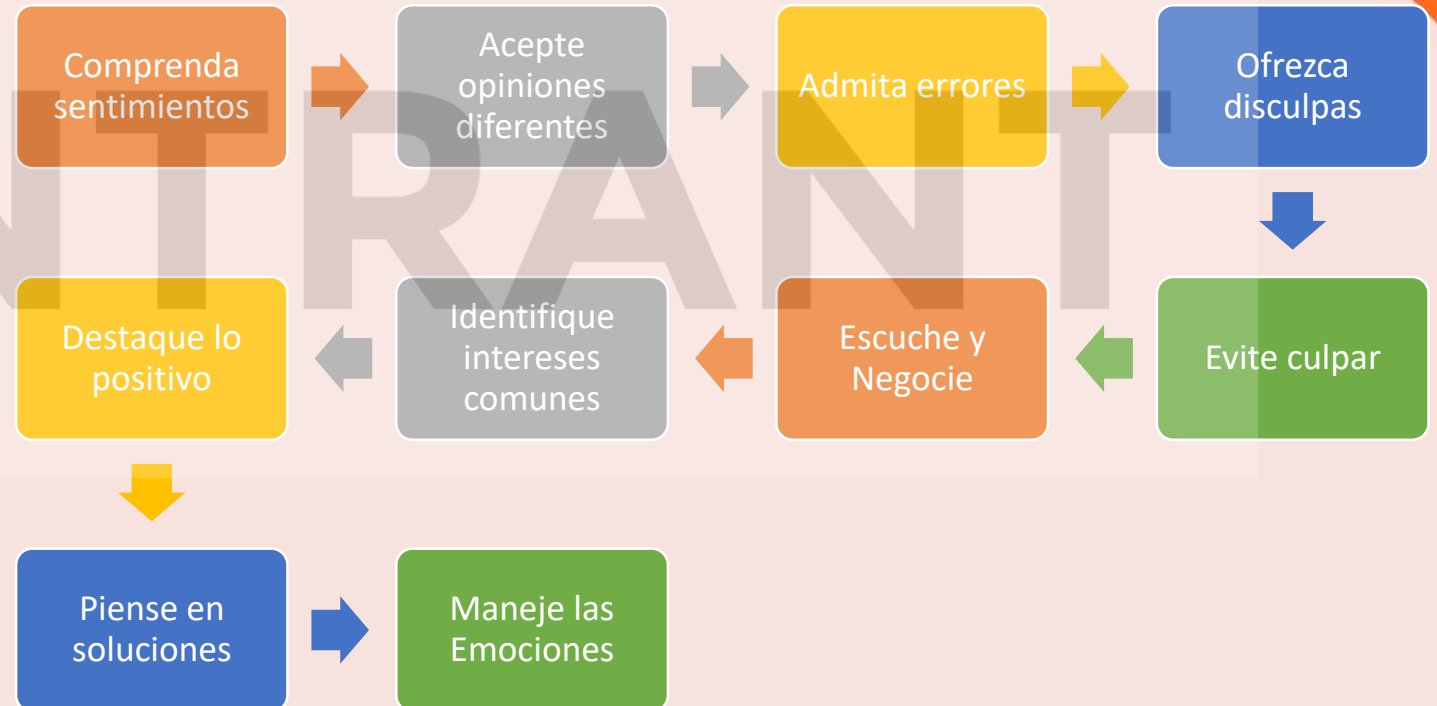 Comprenda
sentimientos
Acepte
opiniones
diferentes
Admita errores
Ofrezca
disculpas
Evite culpar
Escuche y
Negocie
Identifique
intereses
comunes
Destaque lo
positivo
Piense en
soluciones
Maneje las
Emociones
NTRANT